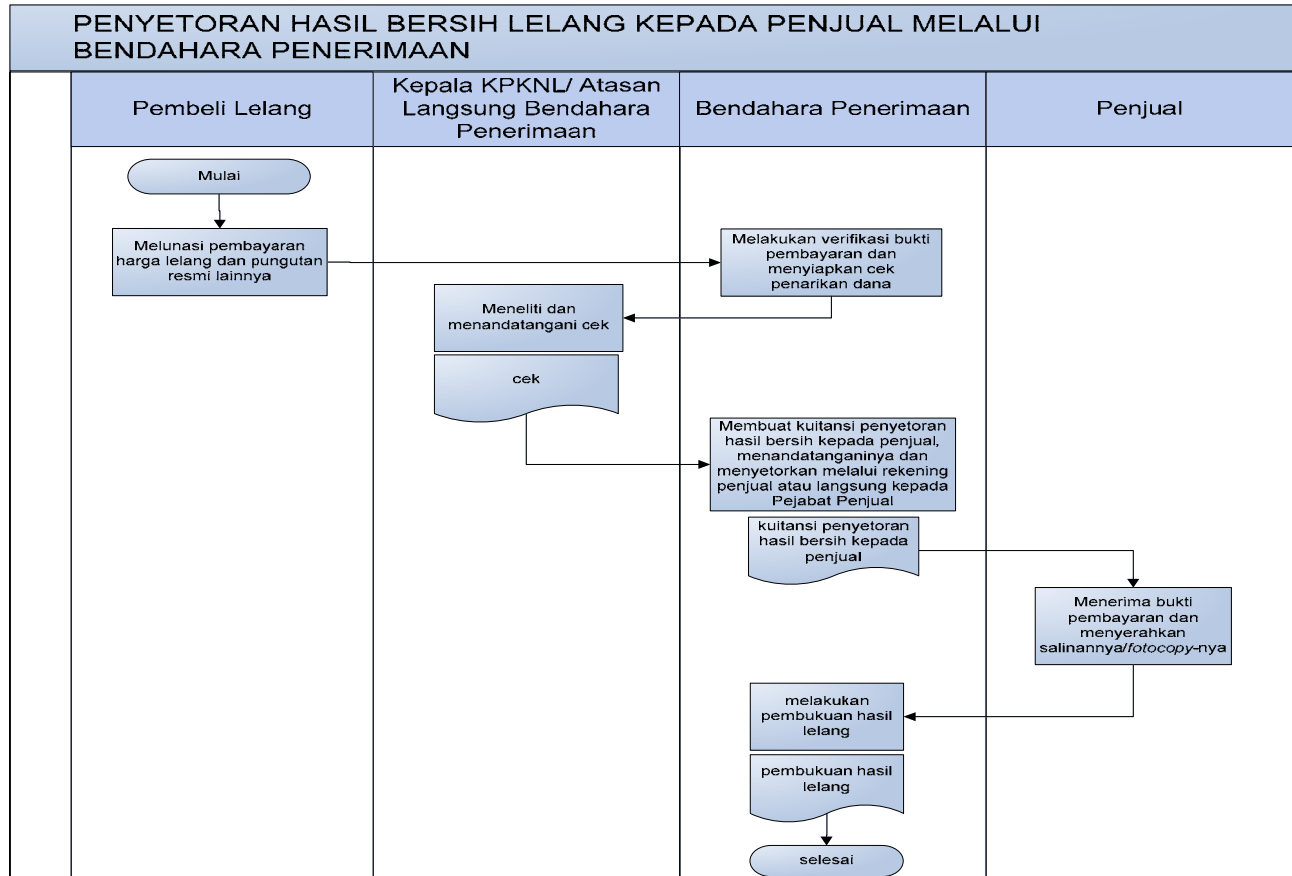 PENYETORAN HASIL BERSIH LELANG KEPADA PENJUAL MELALUI
BENDAHARA PENERIMAAN
Pembeli Lelang
Kepala KPKNL/ Atasan
Langsung Bendahara
Penerimaan
Bendahara Penerimaan
Penjual
Mulai
Melunasi pembayaran
harga lelang dan pungutan
resmi lainnya
Melakukan verifikasi bukti
pembayaran dan
menyiapkan cek
penarikan dana
Meneliti dan
menandatangani cek
cek
Membuat kuitansi penyetoran
hasil bersih kepada penjual,
menandatanganinya dan
menyetorkan melalui rekening
penjual atau langsung kepada
Pejabat Penjual
kuitansi penyetoran
hasil bersih kepada
penjual
Menerima bukti
pembayaran dan
menyerahkan
salinannya/fotocopy-nya
melakukan
pembukuan hasil
lelang
pembukuan hasil
lelang
selesai